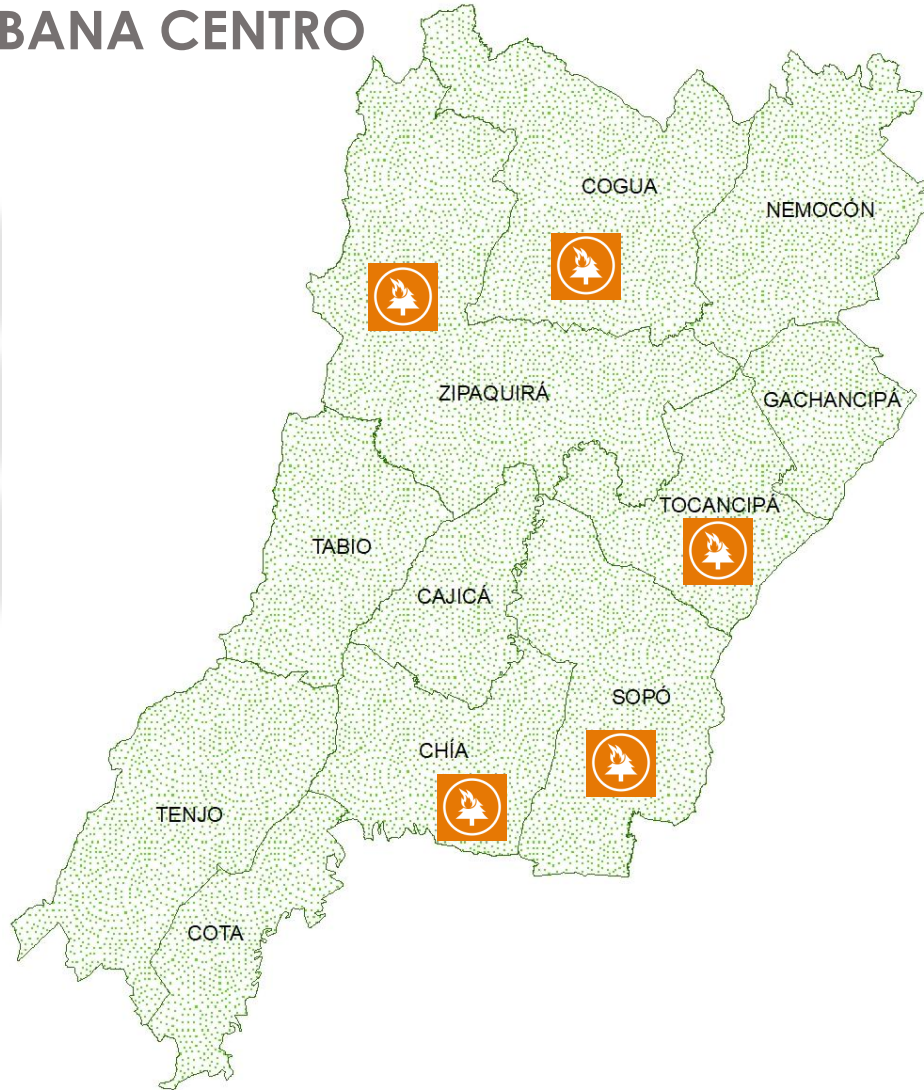 BANA CENTRO
COGUA
NEMOCÓN
ZIPAQUIRÁ
GACHANCIPÁ
TOCANCIPÁ
TABIO
CAJICÁ
SOPÓ
CHÍA
TENJO
COTA